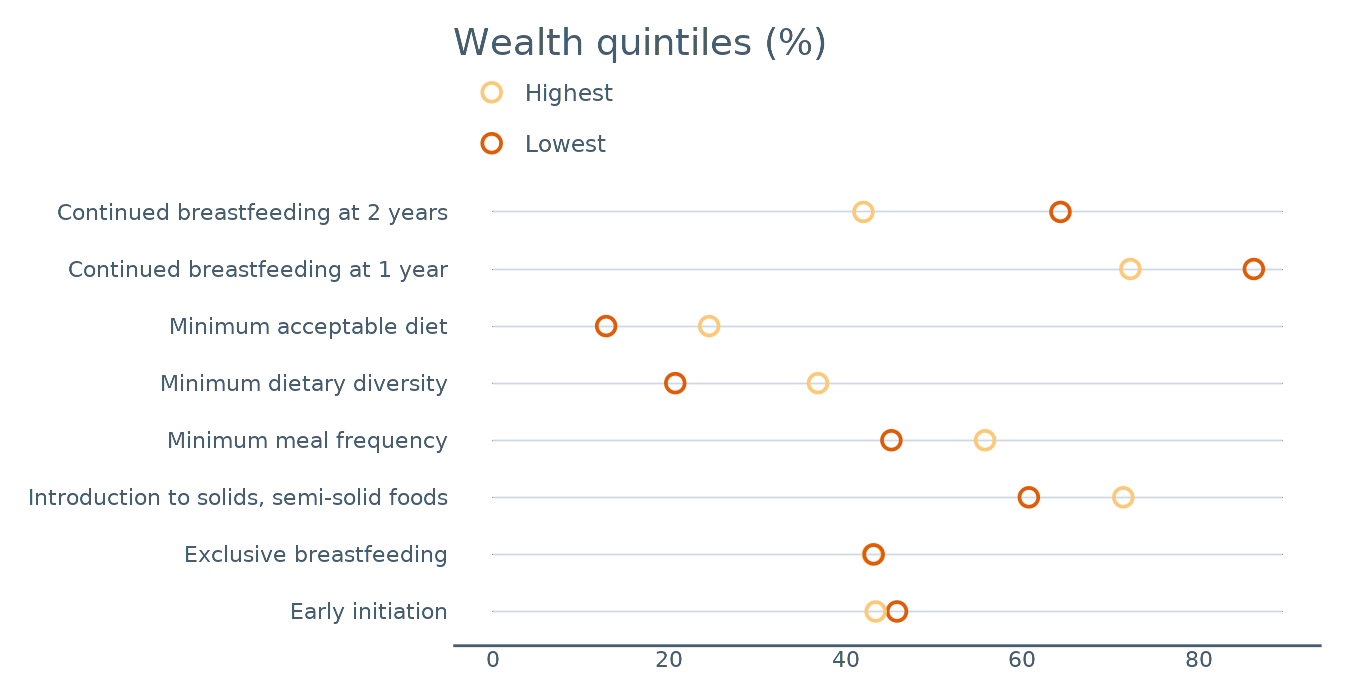 Wealth quintiles (%)
Highest
Lowest
Continued breastfeeding at 2 years
Continued breastfeeding at 1 year
Minimum acceptable diet
Minimum dietary diversity
Minimum meal frequency
Introduction to solids, semi-solid foods
Exclusive breastfeeding
Early initiation
0 20 40 60 80